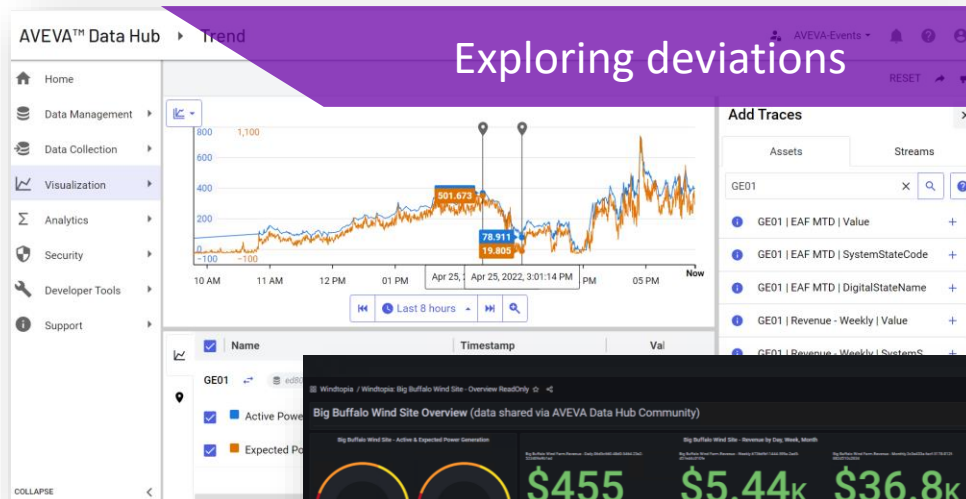 AVEVA™ Data Hub
Trend
Exploring deviations
AVEVA-Events
RESET
Home
Data Management
Data Collection
Visualization
Analytics
Security
Developer Tools
Support
COLLAPSE
800 1,100
600
400
200
0
-100 -100
501.673
78.911
19.805
10 AM 11 AM 12 PM 01 PM PM 05 PM
Apr 25, Apr 25, 2022, 3:01:14 PM
Now
Last 8 hours
Add Traces
Assets Streams
GE01
GE01 | EAF MTD | Value
GE01 | EAF MTD | SystemStateCode
GE01 | EAF MTD | DigitalStateName
GE01 | Revenue - Weekly | Value
GE01 | Revenue - Weekly | SystemS
Name Timestamp Val
GE01
Active Powe
Expected Po
Windtopia / Windtopia: Big Buffalo Wind Site - Overview ReadOnly
Big Buffalo Wind Site Overview (data shared via AVEVA Data Hub Community)
Big Buffalo Wind Site - Active & Expected Power Generation
Big Buffalo Wind Site - Revenue by Day, Week, Month
$455 $5.44K $36.8K